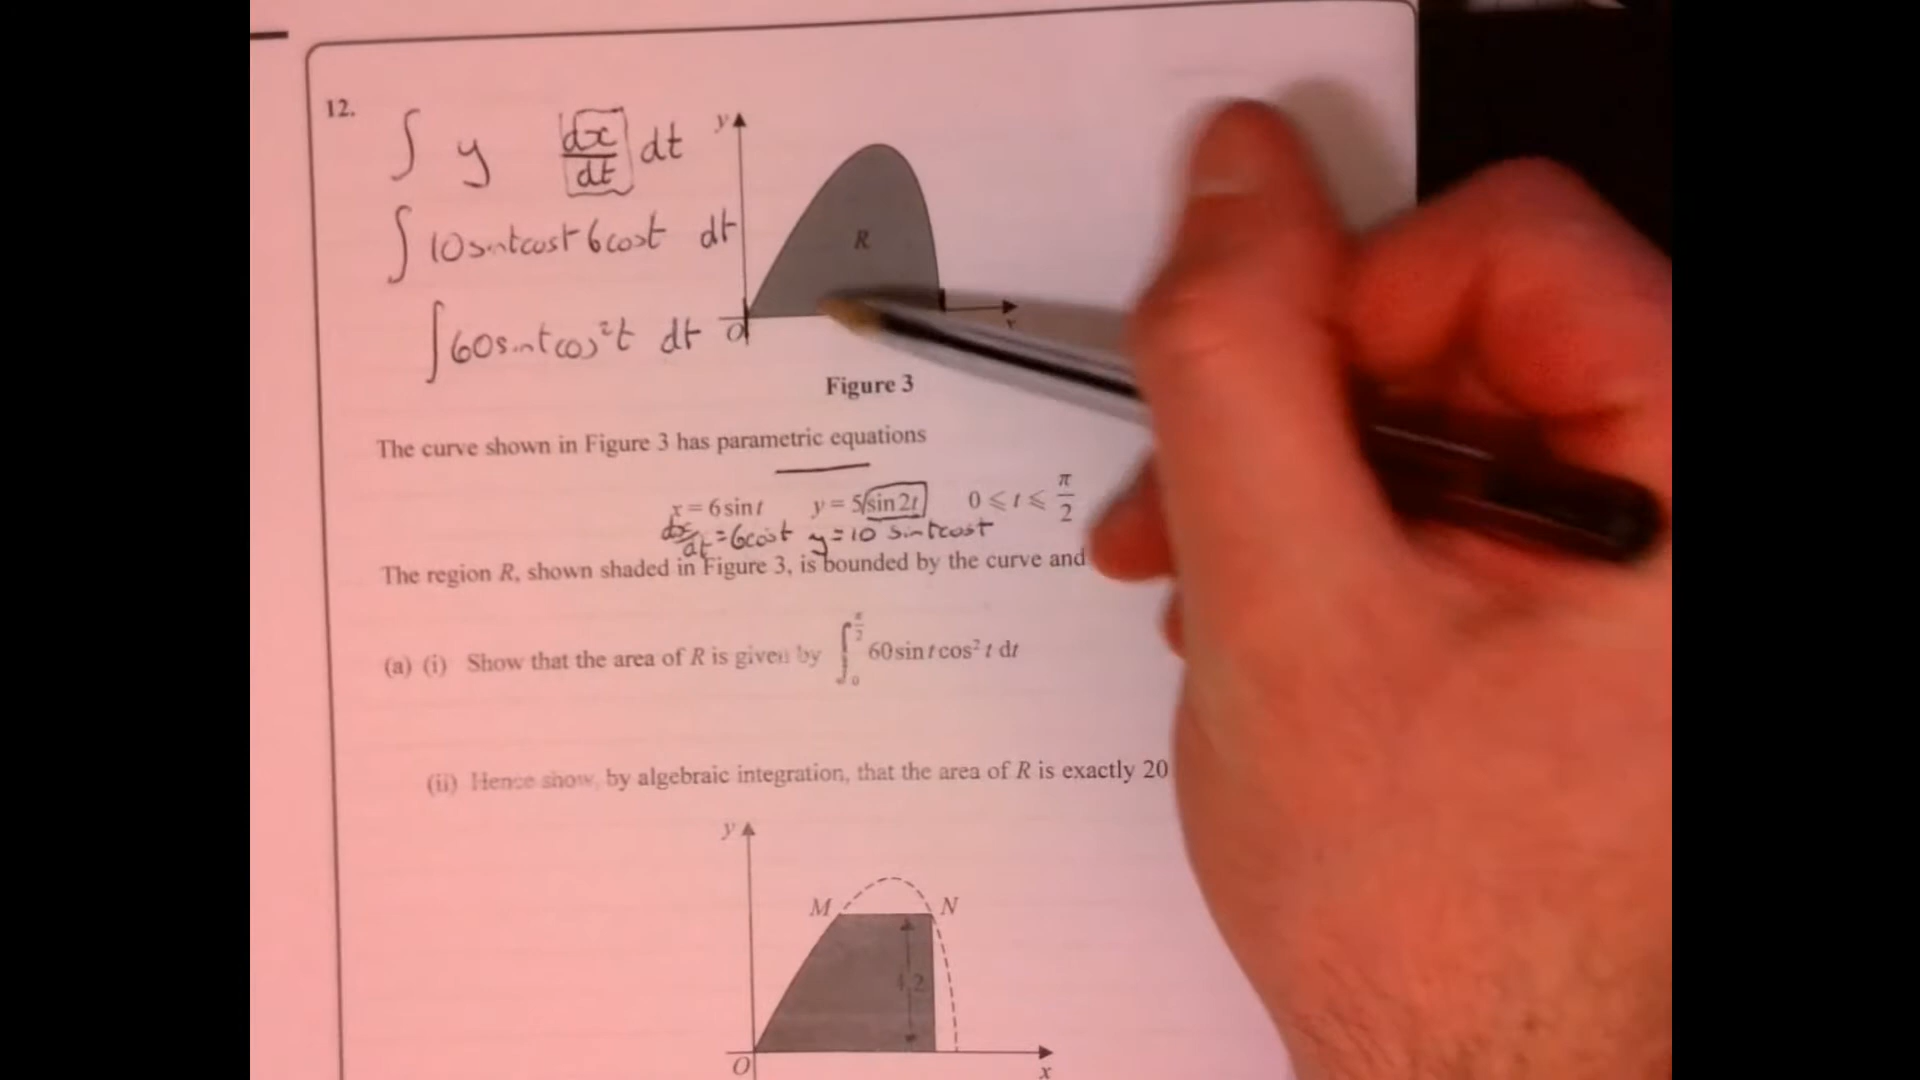 12.
∫ y dx/dt dt
y
∫ 10sintcost 6cost dt
R
∫ 60sintcos²t dt
O
x
Figure 3
The curve shown in Figure 3 has parametric equations
x = 6 sin t y = 5 sin 2t 0 ⩽ t ⩽ π/2
dx/dt = 6cost y = 10 sintcost
The region R, shown shaded in Figure 3, is bounded by the curve and
(a) (i) Show that the area of R is given by ∫₀^{π/2} 60 sin t cos² t dt
(ii) Hence show, by algebraic integration, that the area of R is exactly 20
y
M N
4.2
O
x